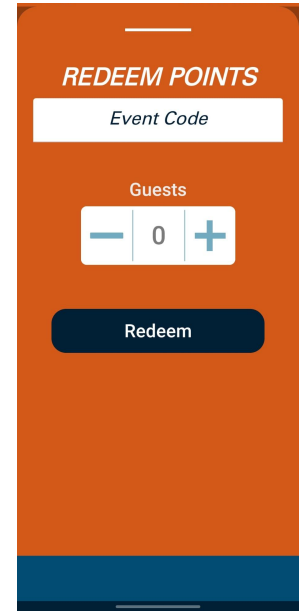 REDEEM POINTS
Event Code
Guests
0
Redeem